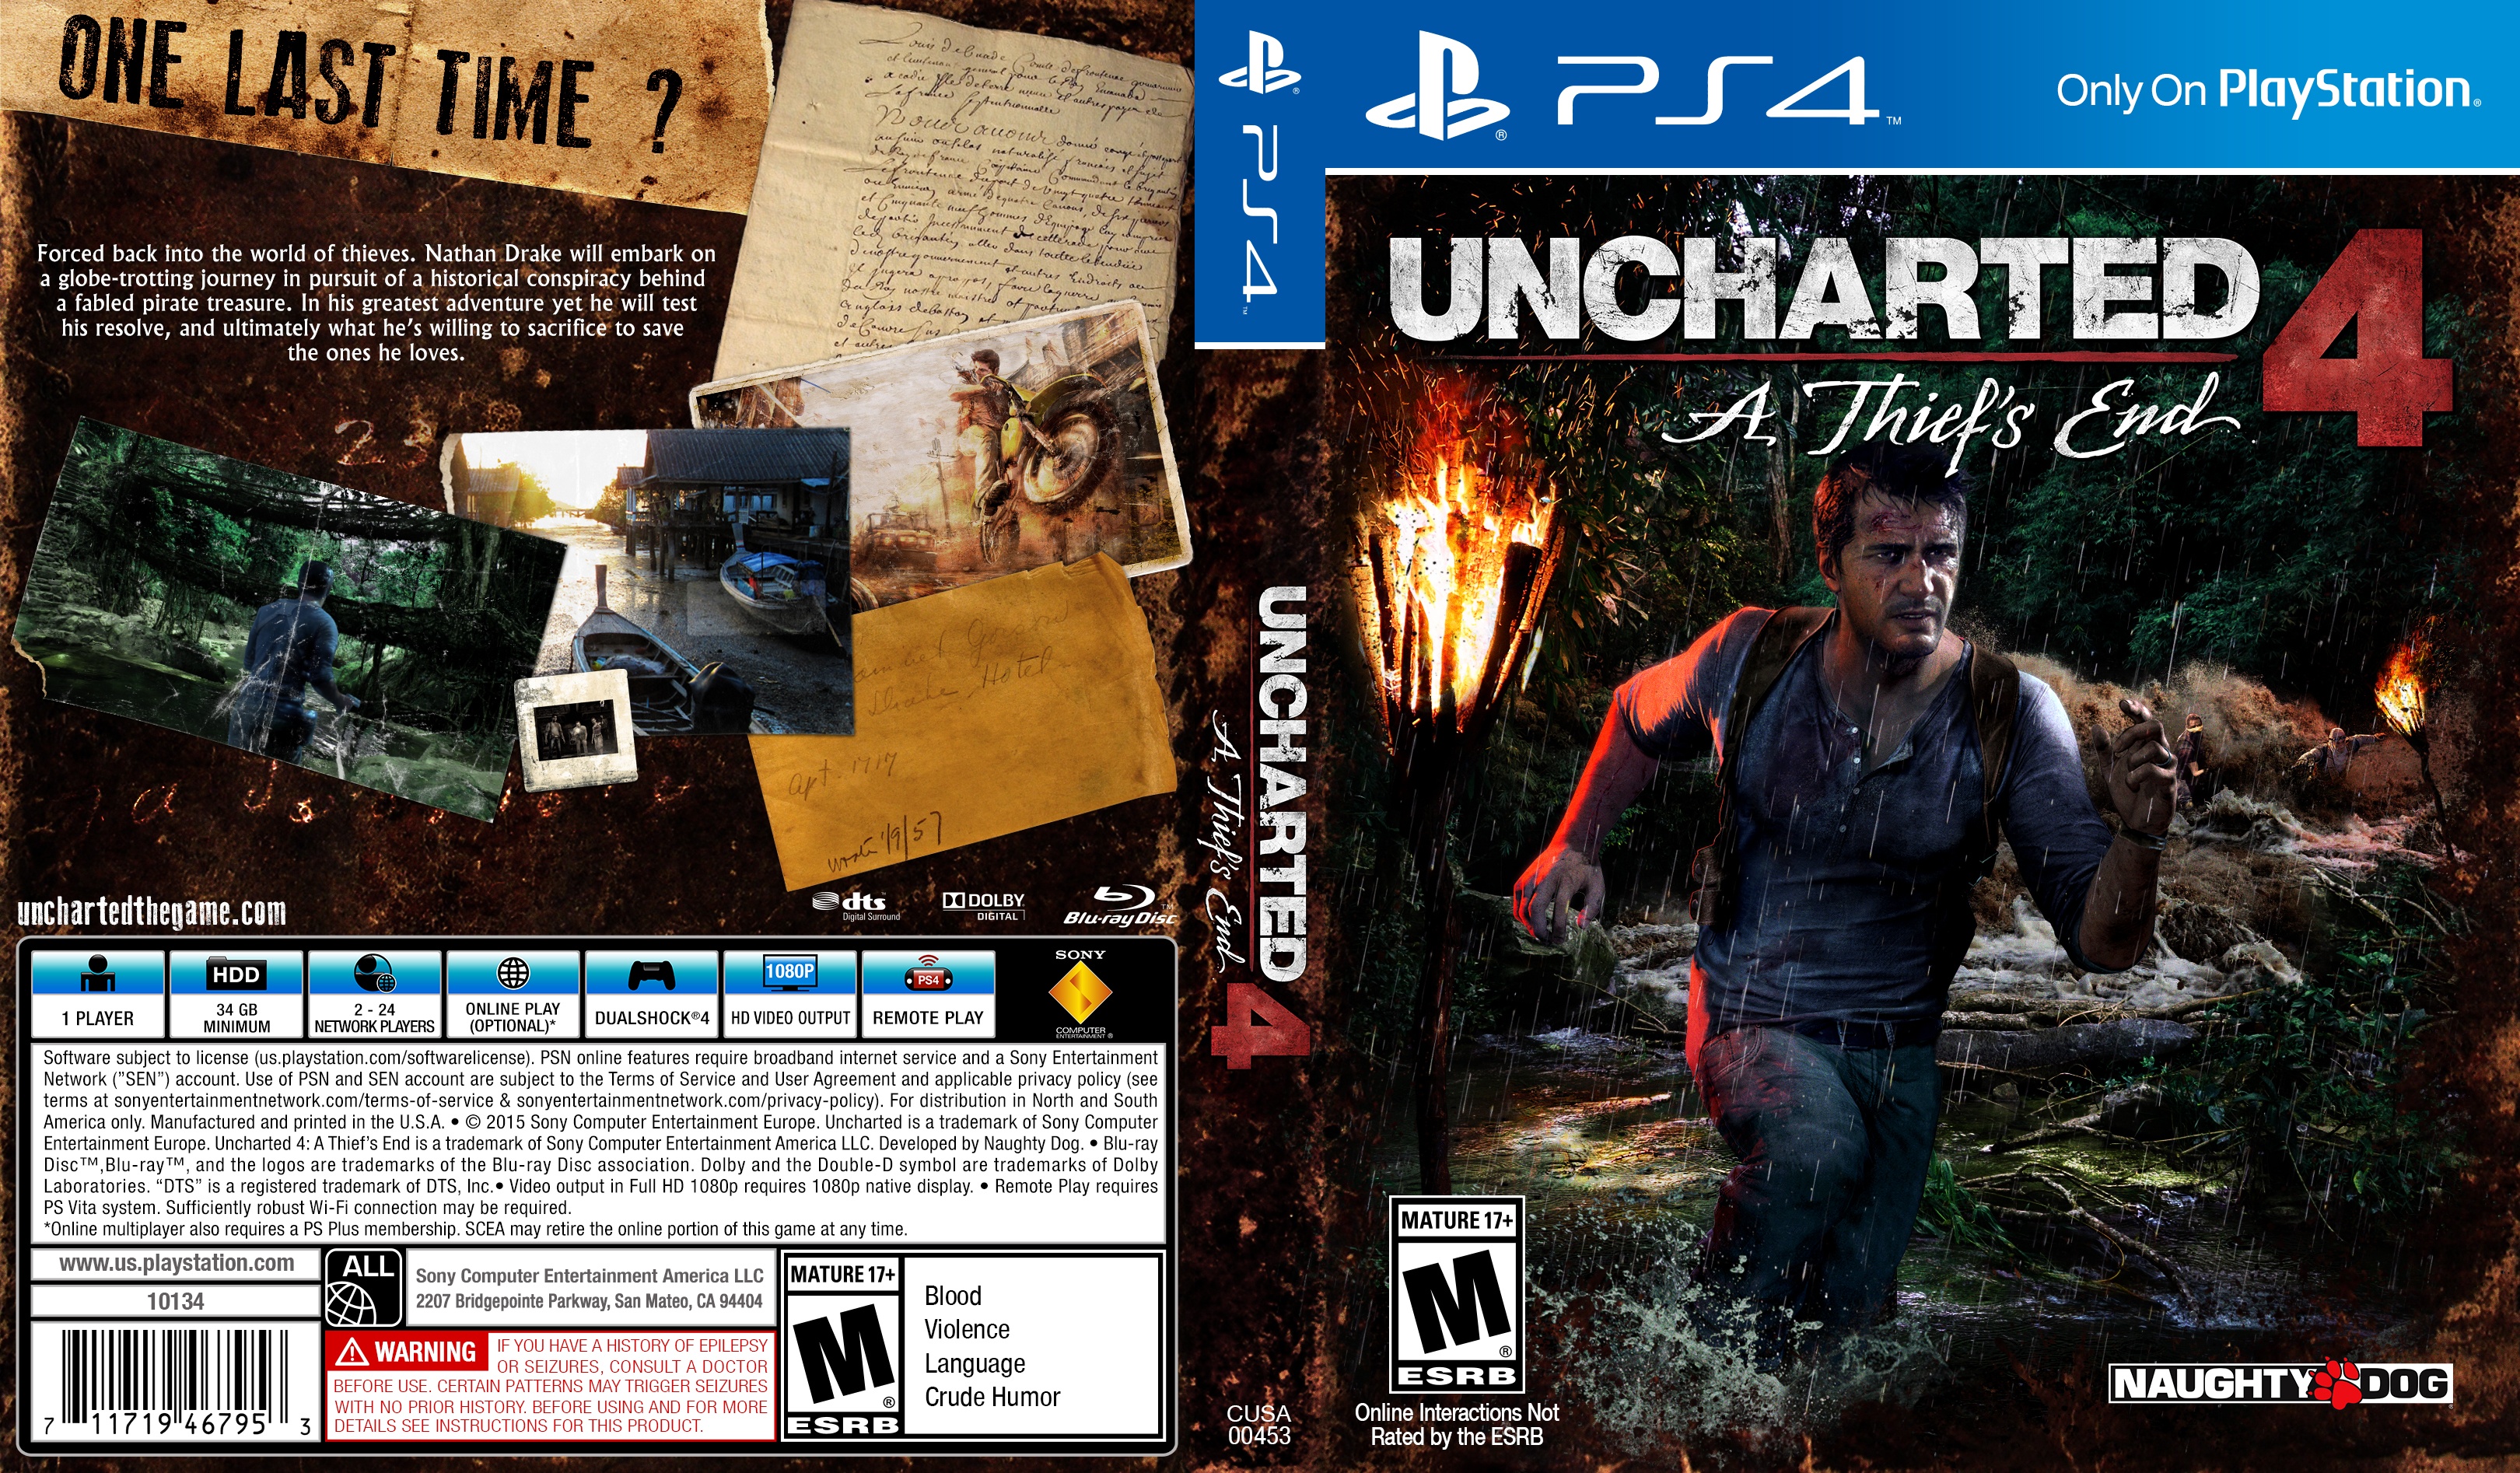 ONE LAST TIME ?
Forced back into the world of thieves. Nathan Drake will embark on
a globe-trotting journey in pursuit of a historical conspiracy behind
a fabled pirate treasure. In his greatest adventure yet he will test
his resolve, and ultimately what he's willing to sacrifice to save
the ones he loves.
23
Hotel
apt. 1717
wrote 1/9/57
unchartedthegame.com
dts
Digital Surround
DOLBY
DIGITAL
Blu-ray Disc
1 PLAYER
HDD
34 GB
MINIMUM
2 - 24
NETWORK PLAYERS
ONLINE PLAY
(OPTIONAL)*
DUALSHOCK®4
1080P
HD VIDEO OUTPUT
PS4
REMOTE PLAY
SONY
COMPUTER
ENTERTAINMENT ®
Software subject to license (us.playstation.com/softwarelicense). PSN online features require broadband internet service and a Sony Entertainment
Network ("SEN") account. Use of PSN and SEN account are subject to the Terms of Service and User Agreement and applicable privacy policy (see
terms at sonyentertainmentnetwork.com/terms-of-service & sonyentertainmentnetwork.com/privacy-policy). For distribution in North and South
America only. Manufactured and printed in the U.S.A. • © 2015 Sony Computer Entertainment Europe. Uncharted is a trademark of Sony Computer
Entertainment Europe. Uncharted 4: A Thief's End is a trademark of Sony Computer Entertainment America LLC. Developed by Naughty Dog. • Blu-ray
Disc™,Blu-ray™, and the logos are trademarks of the Blu-ray Disc association. Dolby and the Double-D symbol are trademarks of Dolby
Laboratories. "DTS" is a registered trademark of DTS, Inc.• Video output in Full HD 1080p requires 1080p native display. • Remote Play requires
PS Vita system. Sufficiently robust Wi-Fi connection may be required.
*Online multiplayer also requires a PS Plus membership. SCEA may retire the online portion of this game at any time.
www.us.playstation.com
10134
7 11719 46795 3
ALL
Sony Computer Entertainment America LLC
2207 Bridgepointe Parkway, San Mateo, CA 94404
WARNING IF YOU HAVE A HISTORY OF EPILEPSY
OR SEIZURES, CONSULT A DOCTOR
BEFORE USE. CERTAIN PATTERNS MAY TRIGGER SEIZURES
WITH NO PRIOR HISTORY. BEFORE USING AND FOR MORE
DETAILS SEE INSTRUCTIONS FOR THIS PRODUCT.
MATURE 17+
M
®
ESRB
Blood
Violence
Language
Crude Humor
PS4™
UNCHARTED 4
A Thief's End
CUSA
00453
PS4™
Only On PlayStation®
UNCHARTED 4
A Thief's End
MATURE 17+
M
®
ESRB
Online Interactions Not
Rated by the ESRB
NAUGHTY DOG